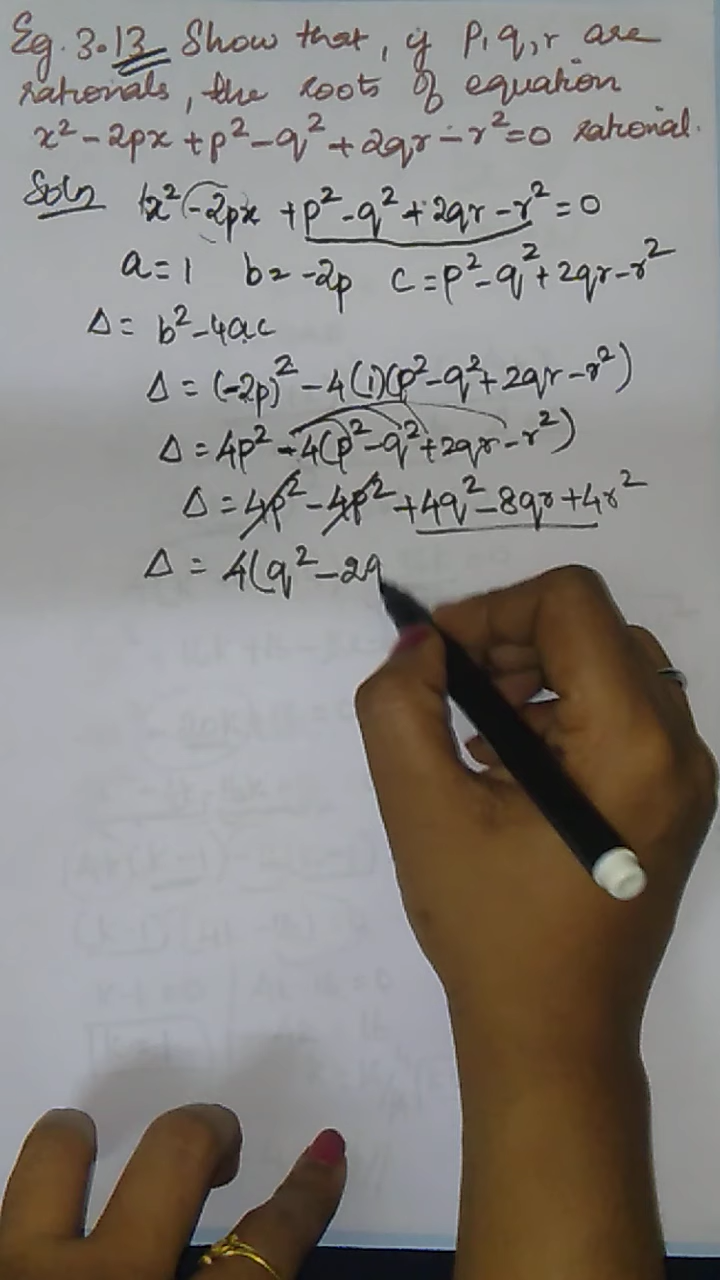 Eg. 3.13 Show that, if P, q, r are
rationals, the roots of equation
x² - 2px + p² - q² + 2qr - r² = 0 rational.
Soln 1x² - 2px + p² - q² + 2qr - r² = 0
a = 1 b = -2p c = p² - q² + 2qr - r²
Δ = b² - 4ac
Δ = (-2p)² - 4(1)(p² - q² + 2qr - r²)
Δ = 4p² - 4(p² - q² + 2qr - r²)
Δ = 4p² - 4p² + 4q² - 8qr + 4r²
Δ = 4(q² - 2q